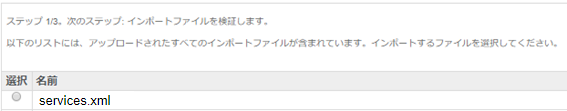 ステップ 1/3。次のステップ: インポートファイルを検証します。
以下のリストには、アップロードされたすべてのインポートファイルが含まれています。インポートするファイルを選択してください。
選択 名前
services.xml